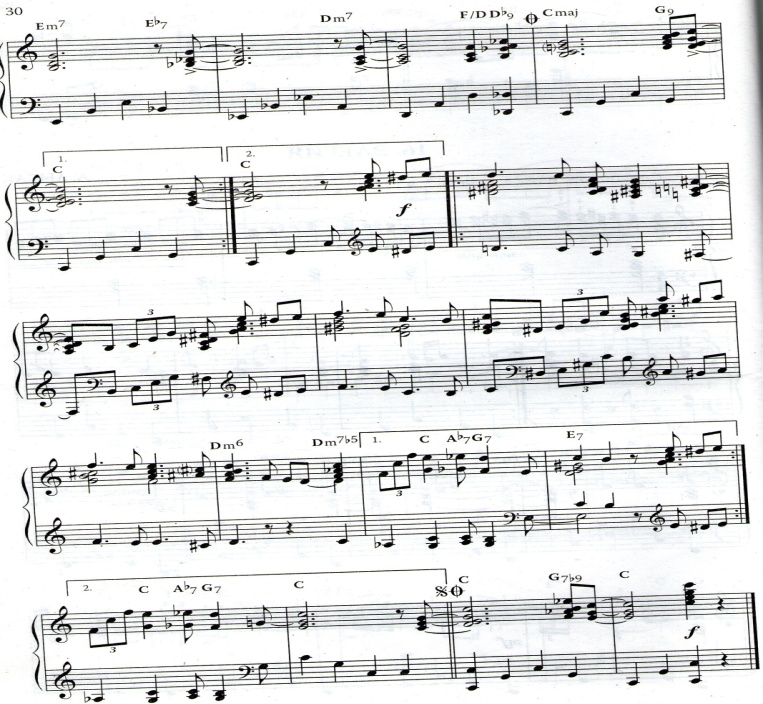 30
Em7 E♭7 Dm7 F/D D♭9 Cmaj G9
1. C 2. C
f
3 3
3 3
Dm6 Dm7♭5 1. C A♭7 G7 E7
3
2. C A♭7 G7 C C G7♭9 C
3 f